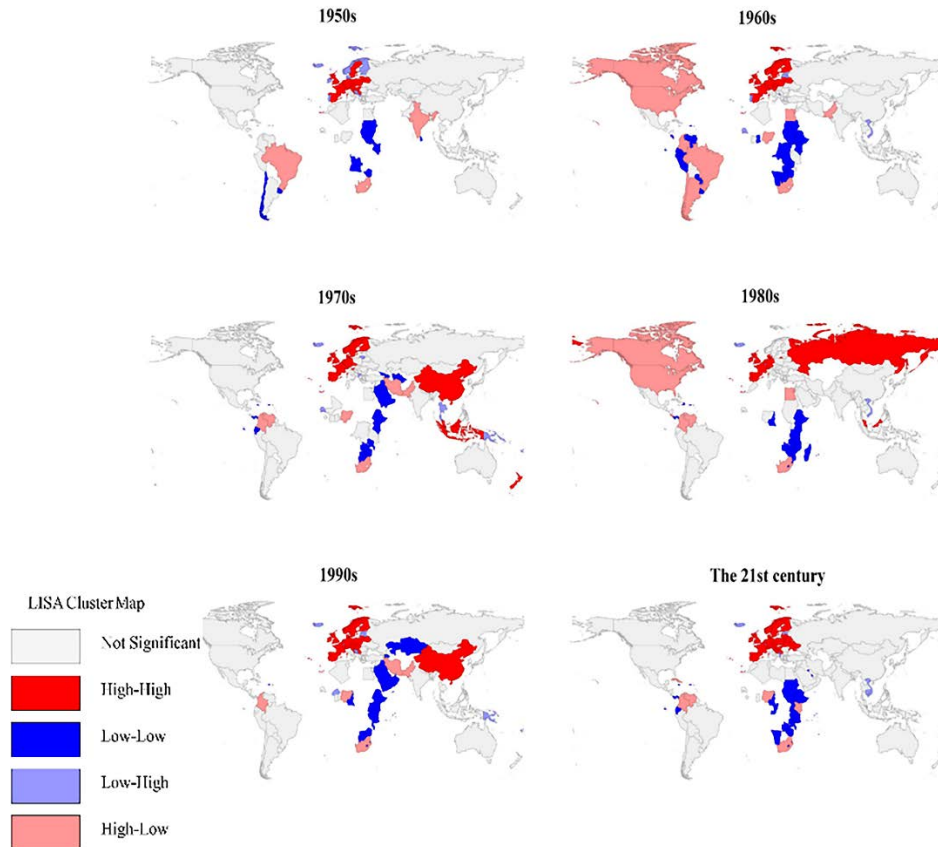 1950s
1960s
1970s
1980s
1990s
The 21st century
LISA Cluster Map
Not Significant
High-High
Low-Low
Low-High
High-Low